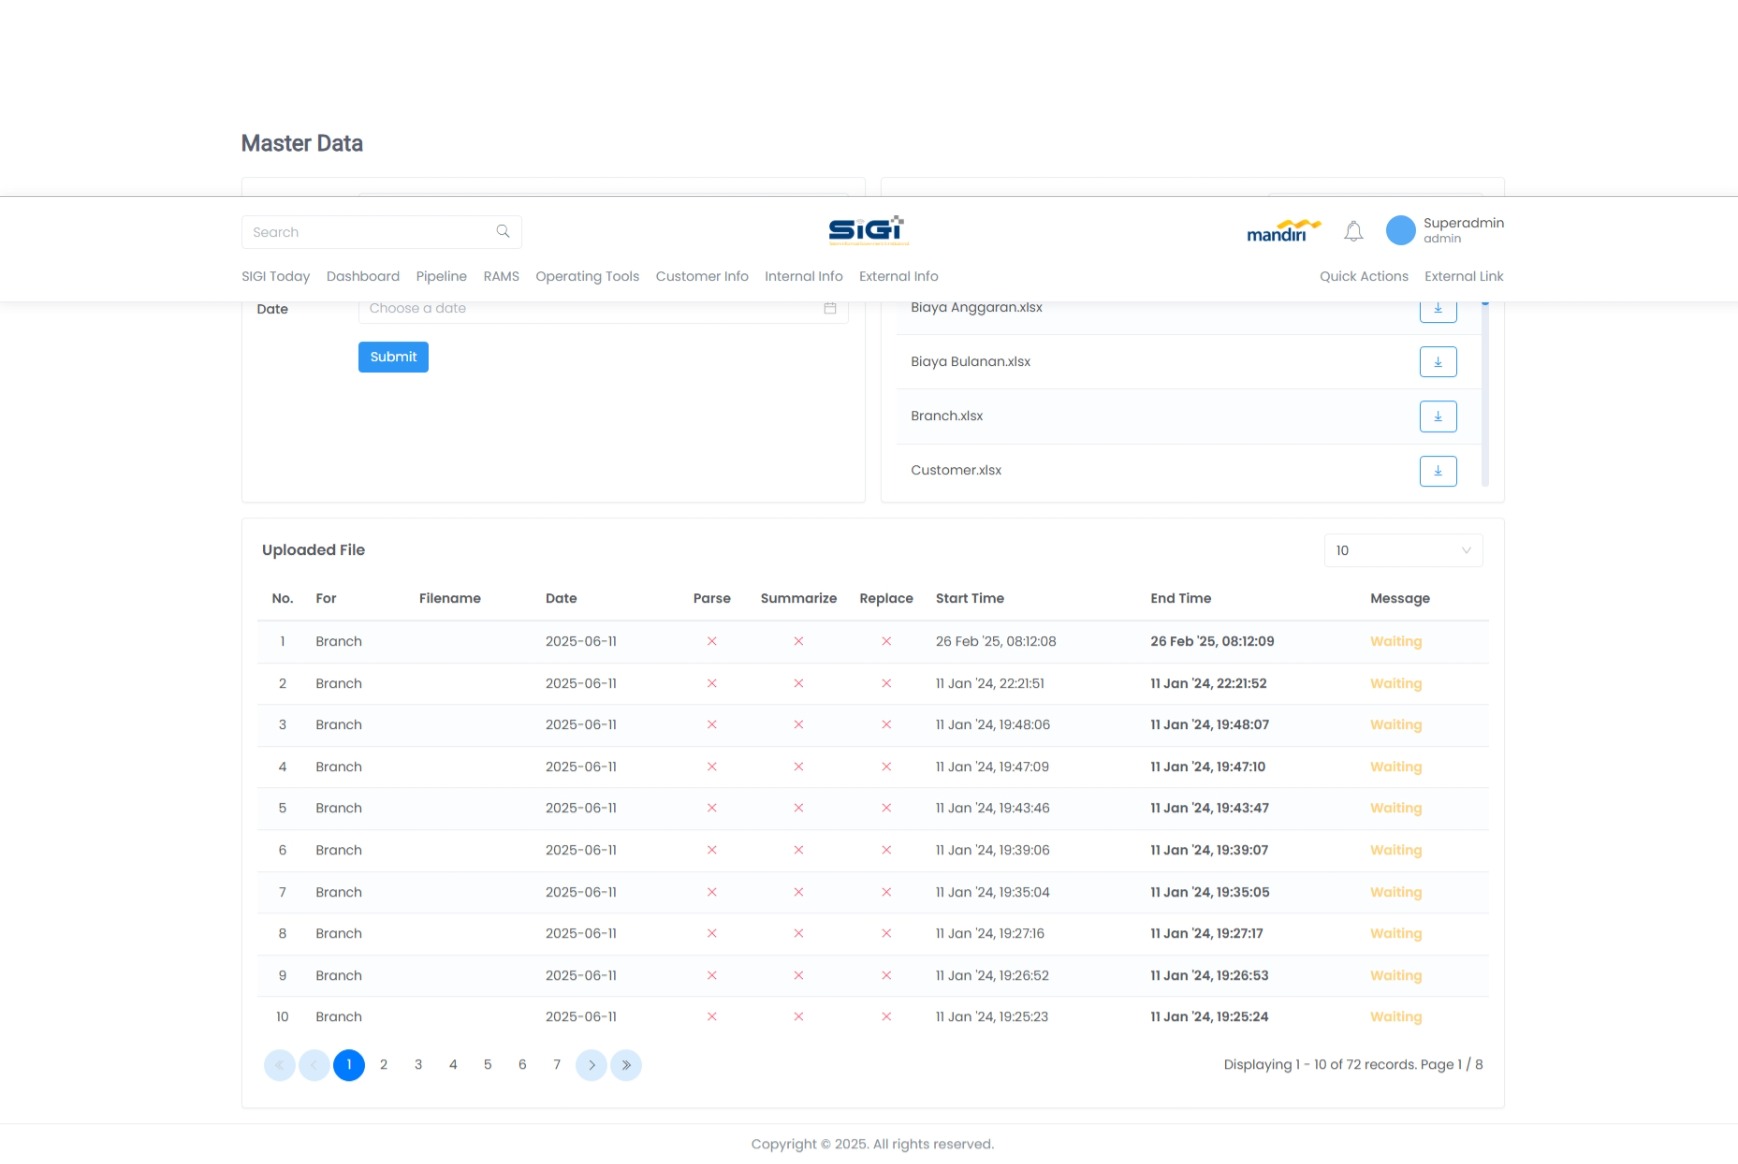 Master Data
Search
SIGI
mandiri
Superadmin
admin
SIGI Today Dashboard Pipeline RAMS Operating Tools Customer Info Internal Info External Info Quick Actions External Link
Date Choose a date
Submit
Biaya Anggaran.xlsx
Biaya Bulanan.xlsx
Branch.xlsx
Customer.xlsx
Uploaded File 10
No. For Filename Date Parse Summarize Replace Start Time End Time Message
1 Branch 2025-06-11 × × × 26 Feb '25, 08:12:08 26 Feb '25, 08:12:09 Waiting
2 Branch 2025-06-11 × × × 11 Jan '24, 22:21:51 11 Jan '24, 22:21:52 Waiting
3 Branch 2025-06-11 × × × 11 Jan '24, 19:48:06 11 Jan '24, 19:48:07 Waiting
4 Branch 2025-06-11 × × × 11 Jan '24, 19:47:09 11 Jan '24, 19:47:10 Waiting
5 Branch 2025-06-11 × × × 11 Jan '24, 19:43:46 11 Jan '24, 19:43:47 Waiting
6 Branch 2025-06-11 × × × 11 Jan '24, 19:39:06 11 Jan '24, 19:39:07 Waiting
7 Branch 2025-06-11 × × × 11 Jan '24, 19:35:04 11 Jan '24, 19:35:05 Waiting
8 Branch 2025-06-11 × × × 11 Jan '24, 19:27:16 11 Jan '24, 19:27:17 Waiting
9 Branch 2025-06-11 × × × 11 Jan '24, 19:26:52 11 Jan '24, 19:26:53 Waiting
10 Branch 2025-06-11 × × × 11 Jan '24, 19:25:23 11 Jan '24, 19:25:24 Waiting
« ‹ 1 2 3 4 5 6 7 › » Displaying 1 - 10 of 72 records. Page 1 / 8
Copyright © 2025. All rights reserved.